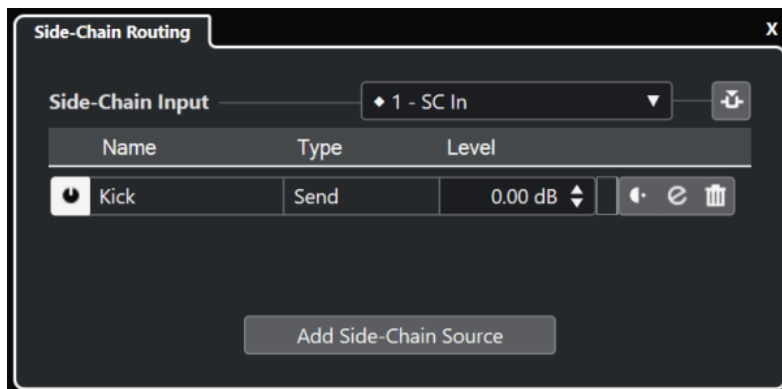 Side-Chain Routing X
Side-Chain Input 1 - SC In
Name Type Level
Kick Send 0.00 dB
Add Side-Chain Source